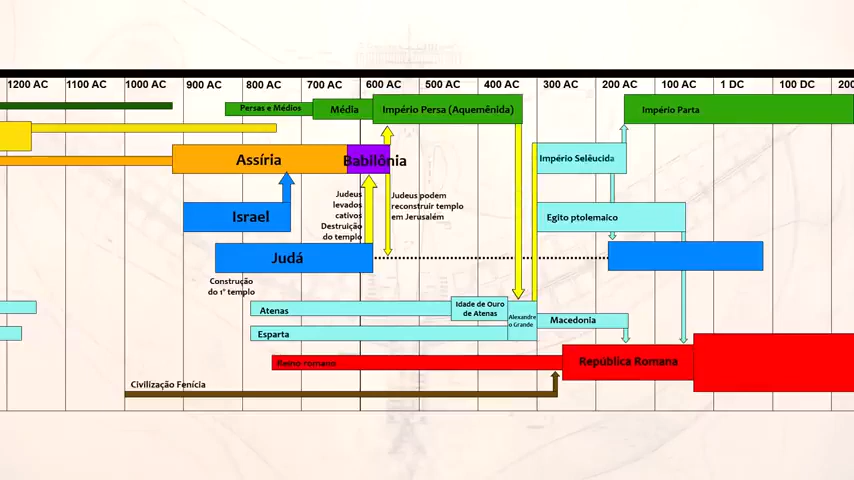 1200 AC 1100 AC 1000 AC 900 AC 800 AC 700 AC 600 AC 500 AC 400 AC 300 AC 200 AC 100 AC 1 DC 100 DC 200
Persas e Médios
Média
Império Persa (Aquemênida)
Império Parta
Assíria
Babilônia
Império Selêucida
Judeus
levados
cativos
Destruição
do templo
Judeus podem
reconstruir templo
em Jerusalém
Israel
Egito ptolemaico
Judá
Construção
do 1º templo
Atenas
Idade de Ouro
de Atenas
Alexandre
o Grande
Macedonia
Esparta
Reino romano
República Romana
Civilização Fenícia